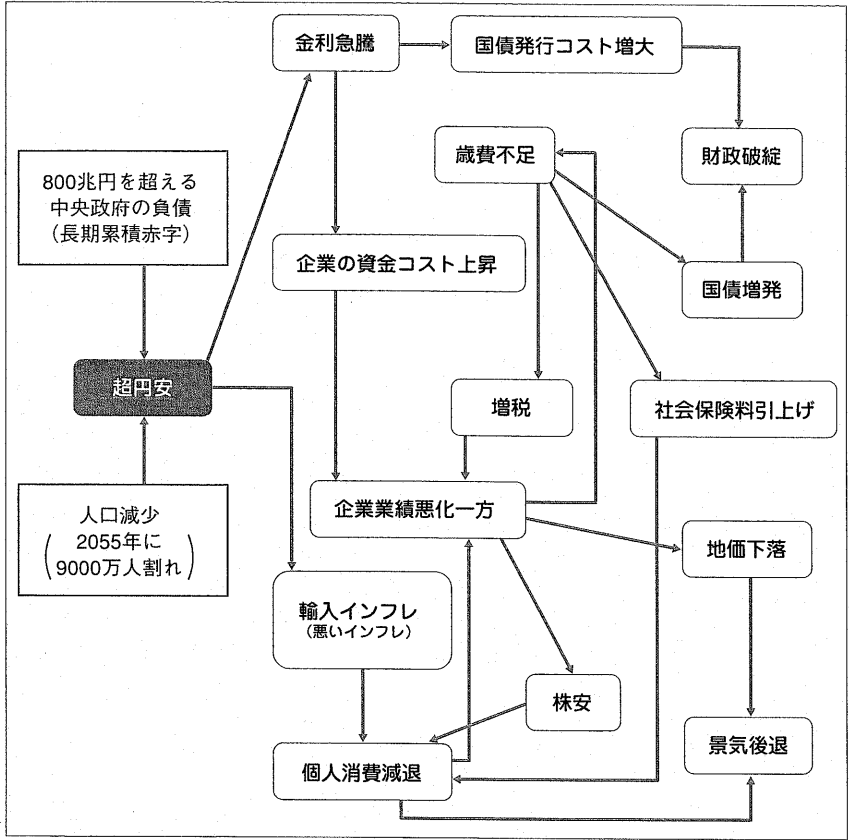 金利急騰
国債発行コスト増大
歳費不足
財政破綻
800兆円を超える
中央政府の負債
（長期累積赤字）
企業の資金コスト上昇
国債増発
超円安
増税
社会保険料引上げ
人口減少
（2055年に
9000万人割れ）
企業業績悪化一方
地価下落
輸入インフレ
（悪いインフレ）
株安
景気後退
個人消費減退